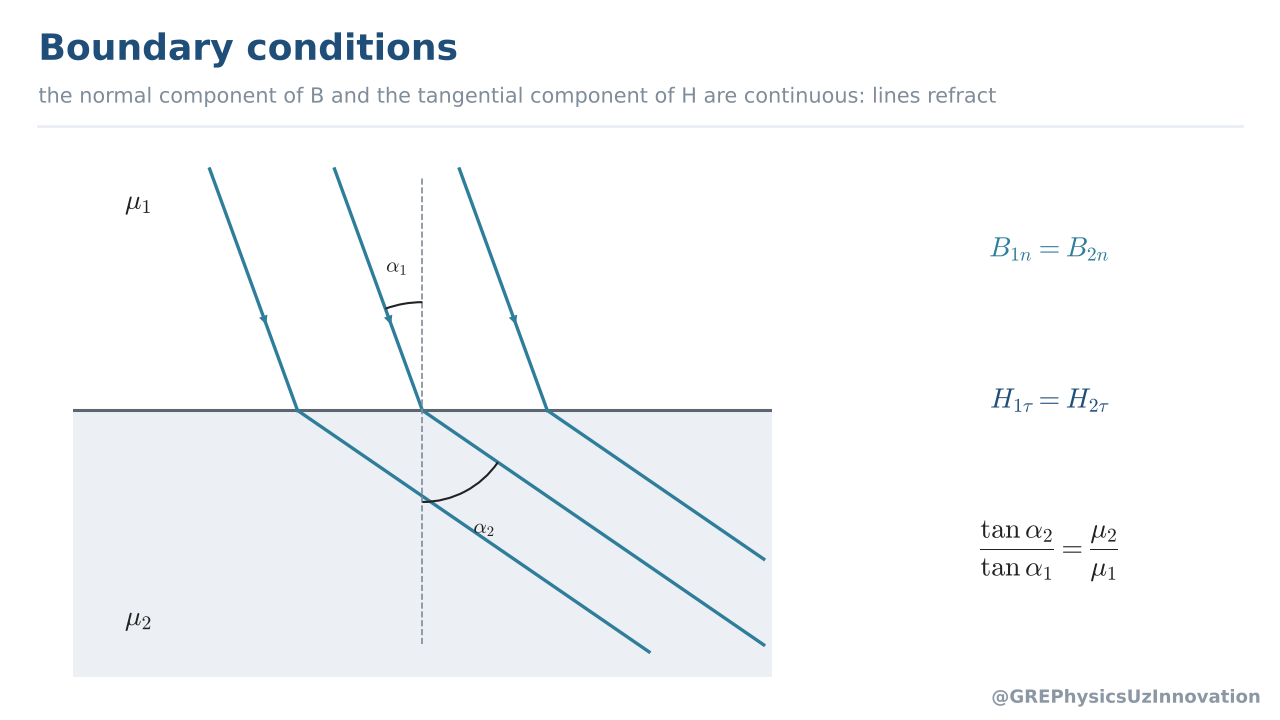 Boundary conditions
the normal component of B and the tangential component of H are continuous: lines refract
μ₁
α₁
B₁ₙ = B₂ₙ
H₁τ = H₂τ
α₂
tan α₂ / tan α₁ = μ₂ / μ₁
μ₂
@GREPhysicsUzInnovation